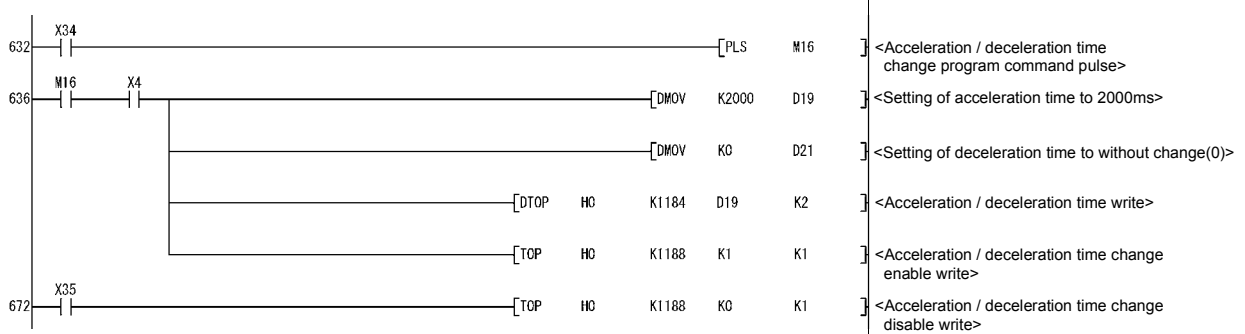 X34
632 PLS M16 <Acceleration / deceleration time
change program command pulse>
M16 X4
636 DMOV K2000 D19 <Setting of acceleration time to 2000ms>
DMOV K0 D21 <Setting of deceleration time to without change(0)>
DTOP H0 K1184 D19 K2 <Acceleration / deceleration time write>
TOP H0 K1188 K1 K1 <Acceleration / deceleration time change
enable write>
X35
672 TOP H0 K1188 K0 K1 <Acceleration / deceleration time change
disable write>